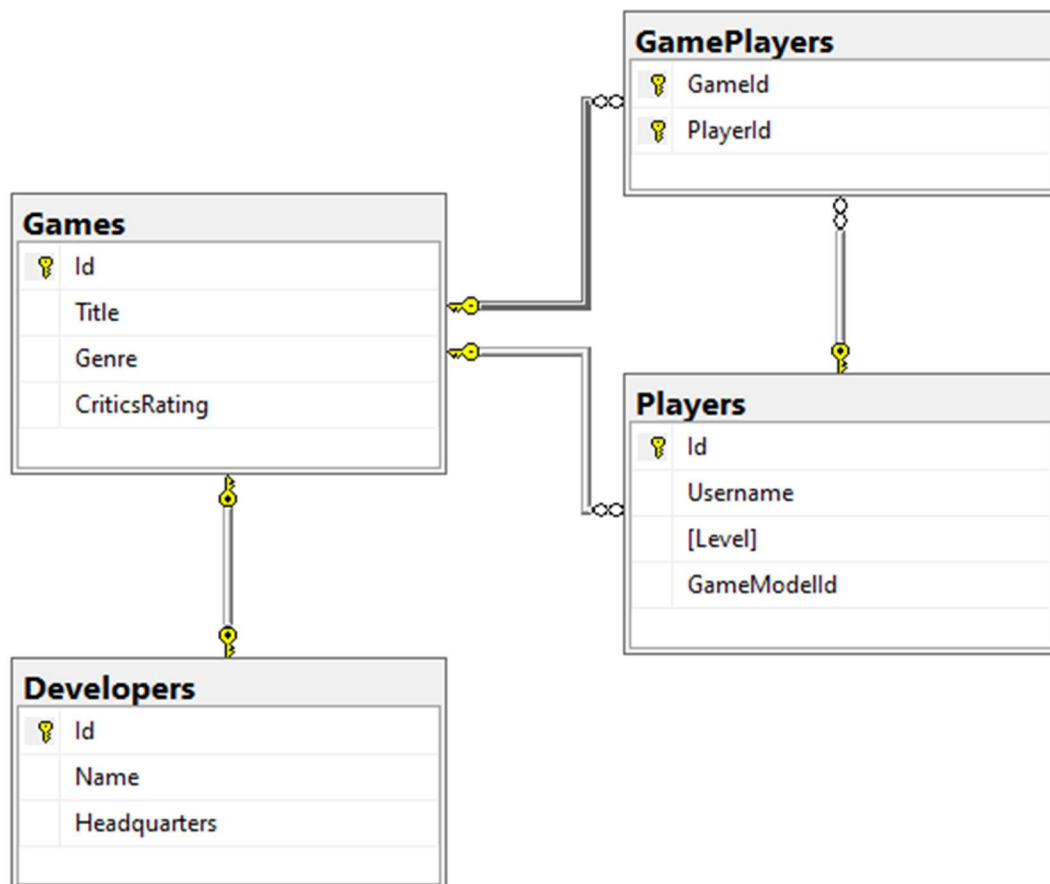 GamePlayers
GameId
PlayerId
Games
Id
Title
Genre
CriticsRating
Players
Id
Username
[Level]
GameModelId
Developers
Id
Name
Headquarters